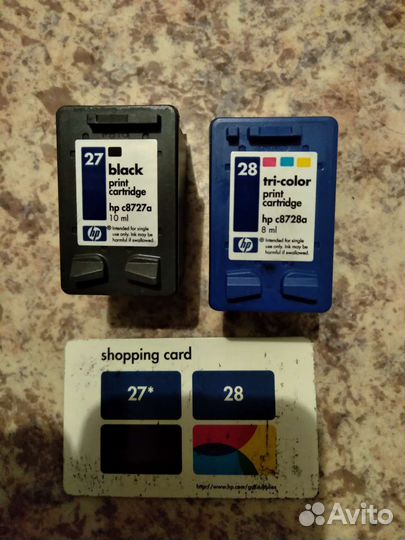 27
black
print
cartridge
hp c8727a
10 ml
hp
Intended for single
use only. Ink may be
harmful if swallowed.
28
tri-color
print
cartridge
hp c8728a
8 ml
hp
Intended for single
use only. Ink may be
harmful if swallowed.
shopping card
27*
28
Avito